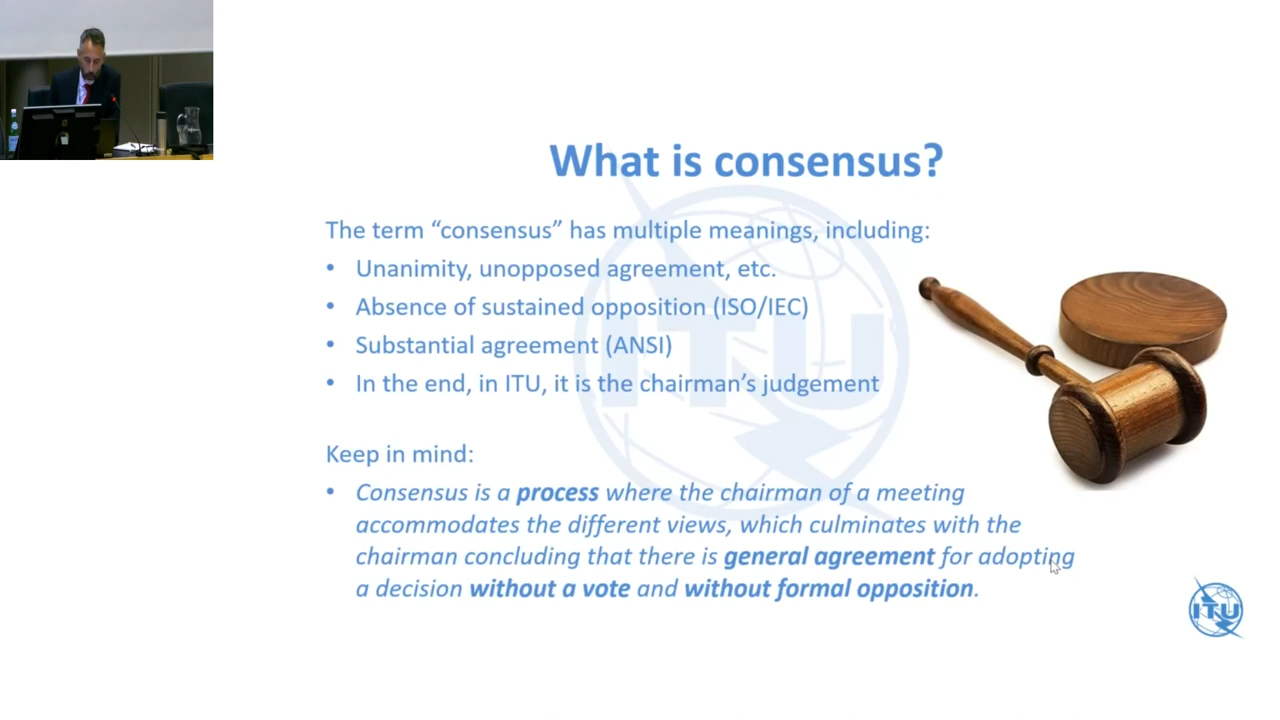 What is consensus?
The term “consensus” has multiple meanings, including:
• Unanimity, unopposed agreement, etc.
• Absence of sustained opposition (ISO/IEC)
• Substantial agreement (ANSI)
• In the end, in ITU, it is the chairman’s judgement
Keep in mind:
• Consensus is a process where the chairman of a meeting
accommodates the different views, which culminates with the
chairman concluding that there is general agreement for adopting
a decision without a vote and without formal opposition.
ITU
ITU